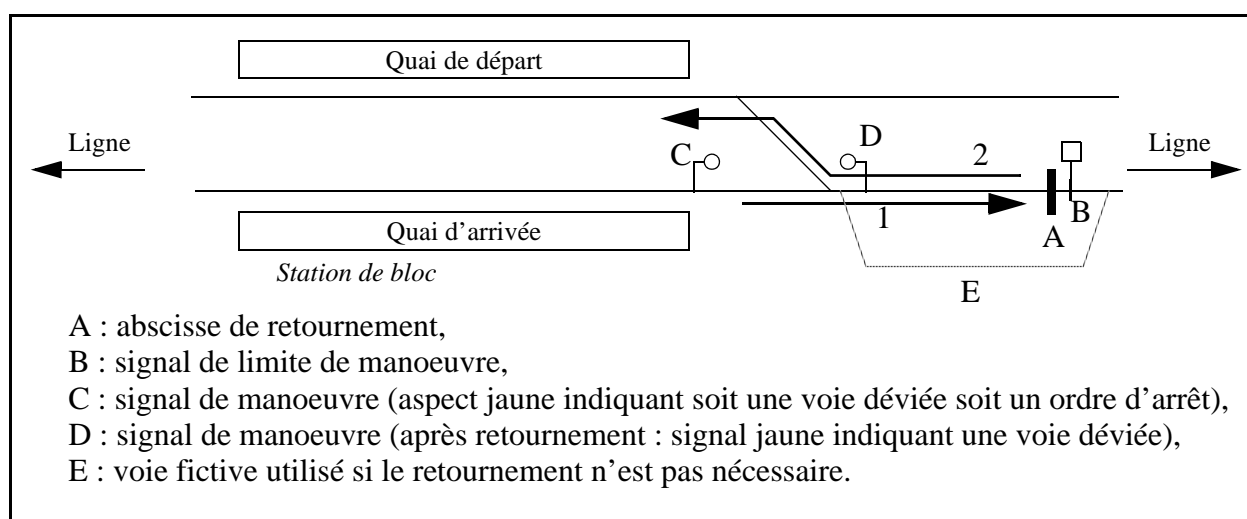 Quai de départ
Ligne
C
D
2
Ligne
1
B
A
Quai d’arrivée
Station de bloc
E
A : abscisse de retournement,
B : signal de limite de manoeuvre,
C : signal de manoeuvre (aspect jaune indiquant soit une voie déviée soit un ordre d’arrêt),
D : signal de manoeuvre (après retournement : signal jaune indiquant une voie déviée),
E : voie fictive utilisé si le retournement n’est pas nécessaire.